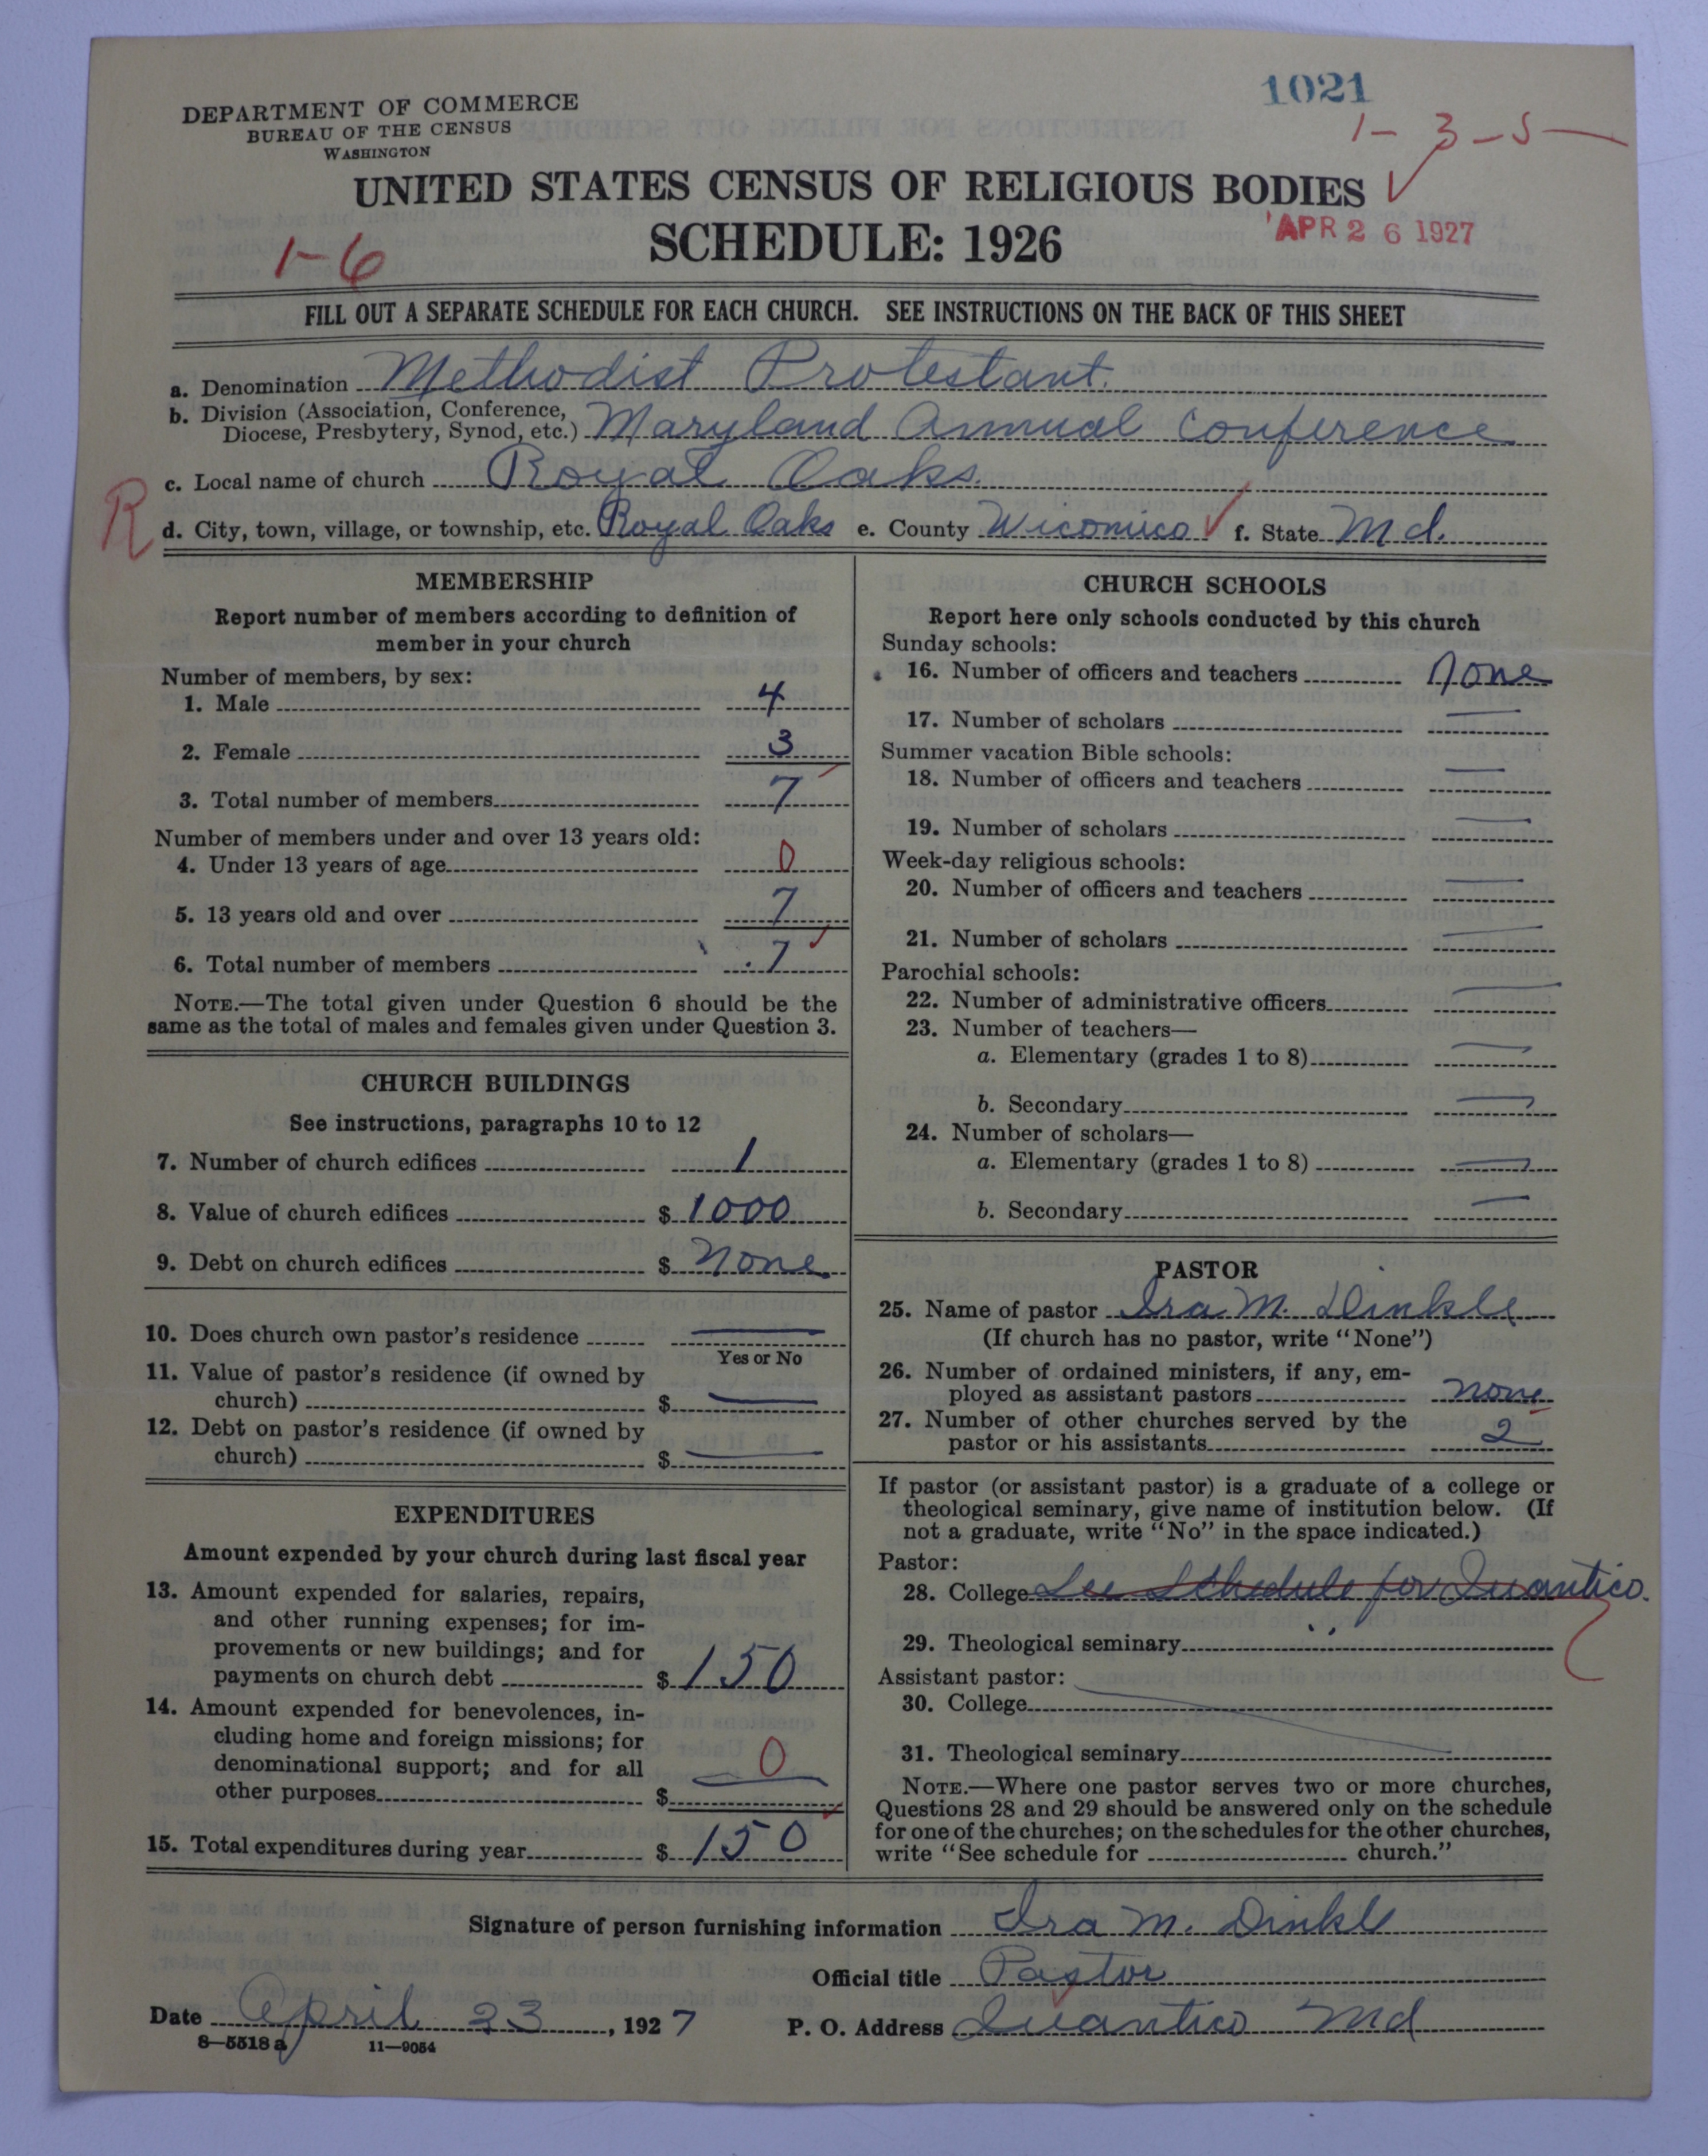 1021
DEPARTMENT OF COMMERCE
BUREAU OF THE CENSUS
WASHINGTON
1-3-5-
UNITED STATES CENSUS OF RELIGIOUS BODIES
SCHEDULE: 1926
APR 26 1927
1-6
FILL OUT A SEPARATE SCHEDULE FOR EACH CHURCH. SEE INSTRUCTIONS ON THE BACK OF THIS SHEET
a. Denomination Methodist Protestant.
b. Division (Association, Conference,
Diocese, Presbytery, Synod, etc.) Maryland Annual Conference
c. Local name of church Royal Oaks.
R
d. City, town, village, or township, etc. Royal Oaks e. County Wicomico f. State Md.
MEMBERSHIP
Report number of members according to definition of
member in your church
Number of members, by sex:
1. Male 4
2. Female 3
3. Total number of members 7
Number of members under and over 13 years old:
4. Under 13 years of age 0
5. 13 years old and over 7
6. Total number of members 7
NOTE.—The total given under Question 6 should be the
same as the total of males and females given under Question 3.
CHURCH BUILDINGS
See instructions, paragraphs 10 to 12
7. Number of church edifices 1
8. Value of church edifices $ 1000
9. Debt on church edifices $ None
10. Does church own pastor's residence —
Yes or No
11. Value of pastor's residence (if owned by
church) $ —
12. Debt on pastor's residence (if owned by
church) $ —
EXPENDITURES
Amount expended by your church during last fiscal year
13. Amount expended for salaries, repairs,
and other running expenses; for im-
provements or new buildings; and for
payments on church debt $ 150
14. Amount expended for benevolences, in-
cluding home and foreign missions; for
denominational support; and for all
other purposes $ 0
15. Total expenditures during year $ 150
CHURCH SCHOOLS
Report here only schools conducted by this church
Sunday schools:
16. Number of officers and teachers None
17. Number of scholars —
Summer vacation Bible schools:
18. Number of officers and teachers —
19. Number of scholars —
Week-day religious schools:
20. Number of officers and teachers —
21. Number of scholars —
Parochial schools:
22. Number of administrative officers —
23. Number of teachers—
a. Elementary (grades 1 to 8) —
b. Secondary —
24. Number of scholars—
a. Elementary (grades 1 to 8) —
b. Secondary —
PASTOR
25. Name of pastor Ira M. Dinkle
(If church has no pastor, write "None")
26. Number of ordained ministers, if any, em-
ployed as assistant pastors none
27. Number of other churches served by the
pastor or his assistants 2
If pastor (or assistant pastor) is a graduate of a college or
theological seminary, give name of institution below. (If
not a graduate, write "No" in the space indicated.)
Pastor:
28. College See Schedule for Quantico.
29. Theological seminary
Assistant pastor:
30. College
31. Theological seminary
NOTE.—Where one pastor serves two or more churches,
Questions 28 and 29 should be answered only on the schedule
for one of the churches; on the schedules for the other churches,
write "See schedule for church."
Signature of person furnishing information Ira M. Dinkle
Official title Pastor
Date April 23, 1927 P. O. Address Quantico Md
8-5518 a 11-9054